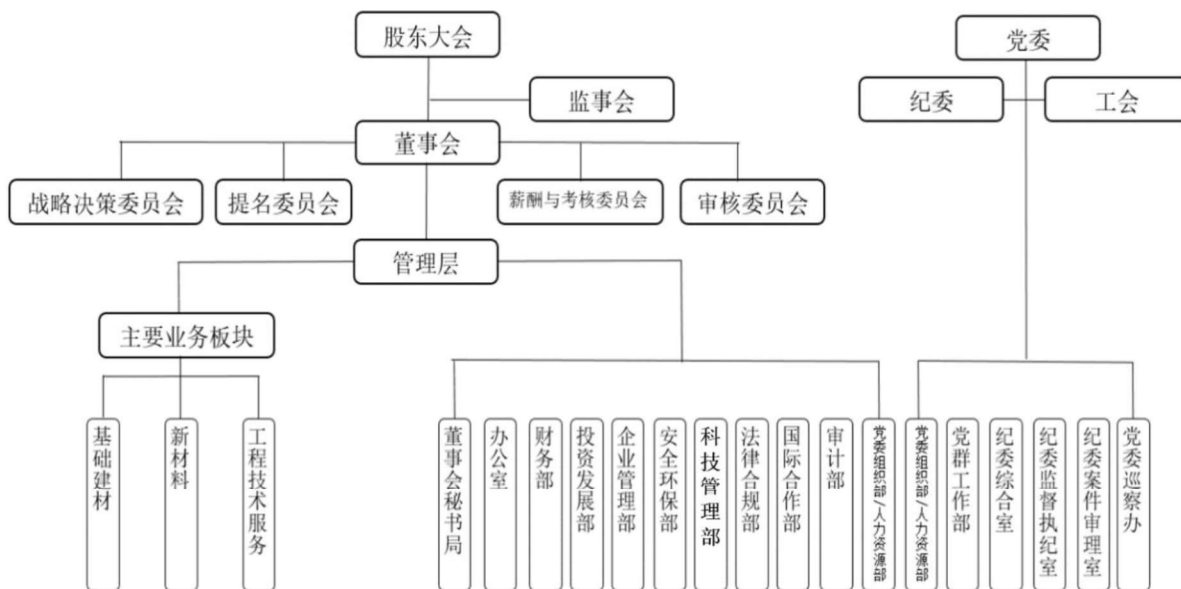 股东大会
党委
监事会
纪委
工会
董事会
战略决策委员会
提名委员会
薪酬与考核委员会
审核委员会
管理层
主要业务板块
基础建材
新材料
工程技术服务
董事会秘书局
办公室
财务部
投资发展部
企业管理部
安全环保部
科技管理部
法律合规部
国际合作部
审计部
党委组织部/人力资源部
党委组织部/人力资源部
党群工作部
纪委综合室
纪委监督执纪室
纪委案件审理室
党委巡察办